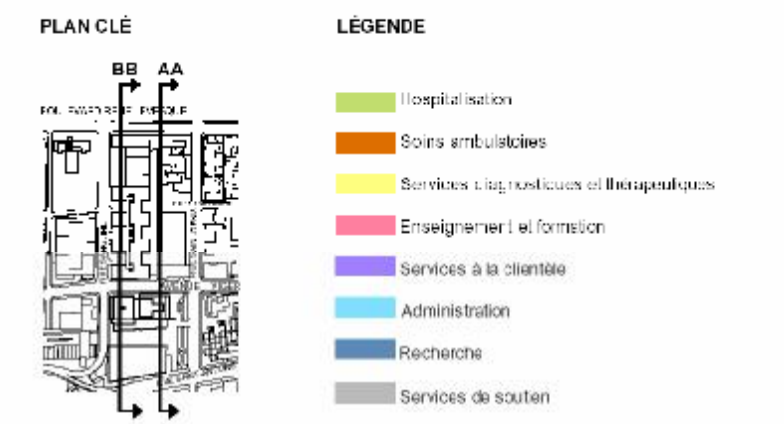 PLAN CLÉ
LÉGENDE
BB AA
Hospitalisation
Soins ambulatoires
Services diagnostiques et thérapeutiques
Enseignement et formation
Services à la clientèle
Administration
Recherche
Services de soutien